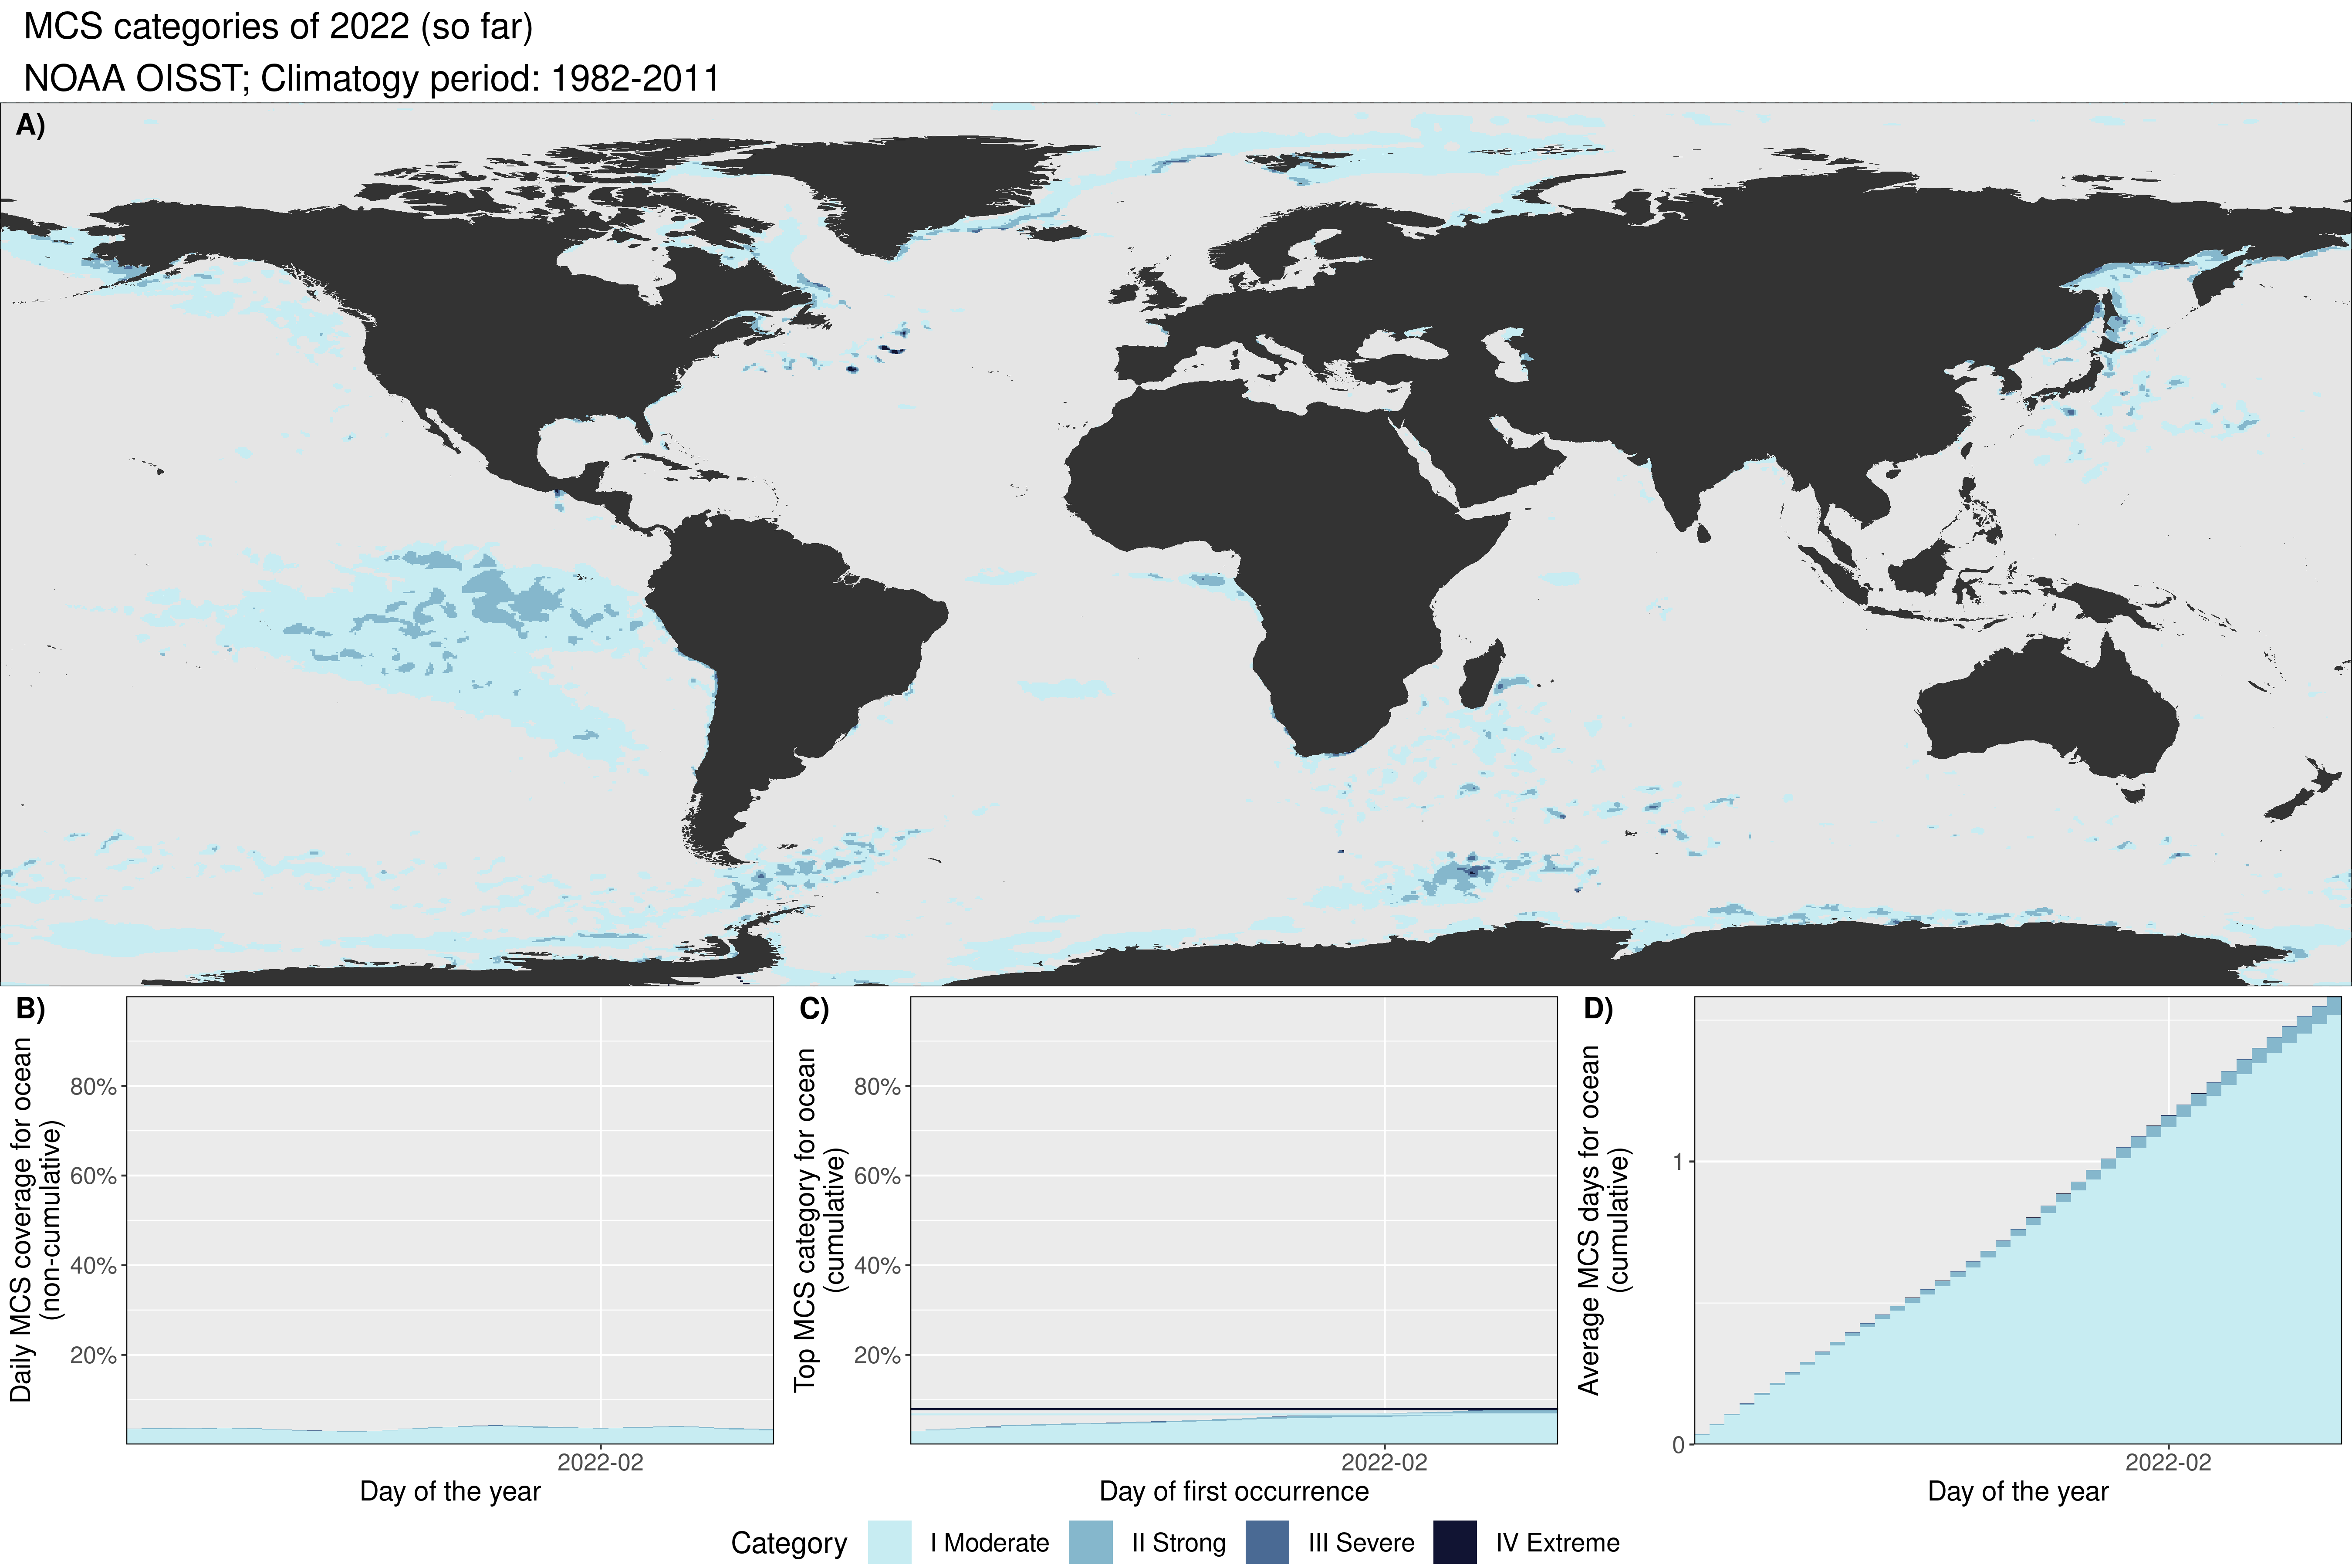 MCS categories of 2022 (so far)
NOAA OISST; Climatogy period: 1982-2011
A)
B)
Daily MCS coverage for ocean
(non-cumulative)
80%
60%
40%
20%
2022-02
Day of the year
C)
Top MCS category for ocean
(cumulative)
80%
60%
40%
20%
2022-02
Day of first occurrence
D)
Average MCS days for ocean
(cumulative)
1
0
2022-02
Day of the year
Category I Moderate II Strong III Severe IV Extreme